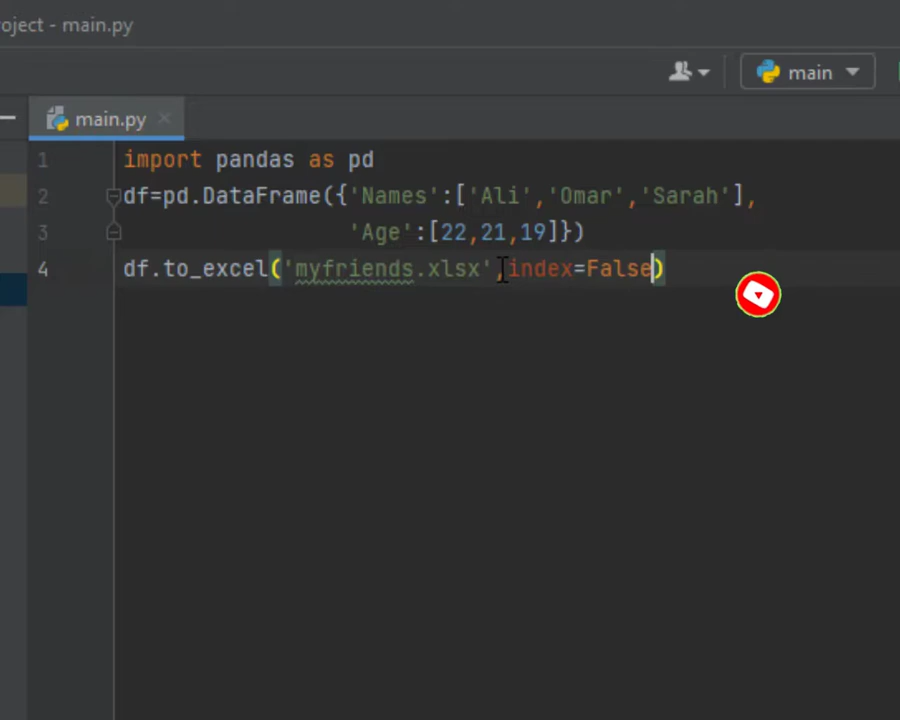 oject - main.py
main
main.py
1 import pandas as pd
2 df=pd.DataFrame({'Names':['Ali','Omar','Sarah'],
3 'Age':[22,21,19]})
4 df.to_excel('myfriends.xlsx',index=False)